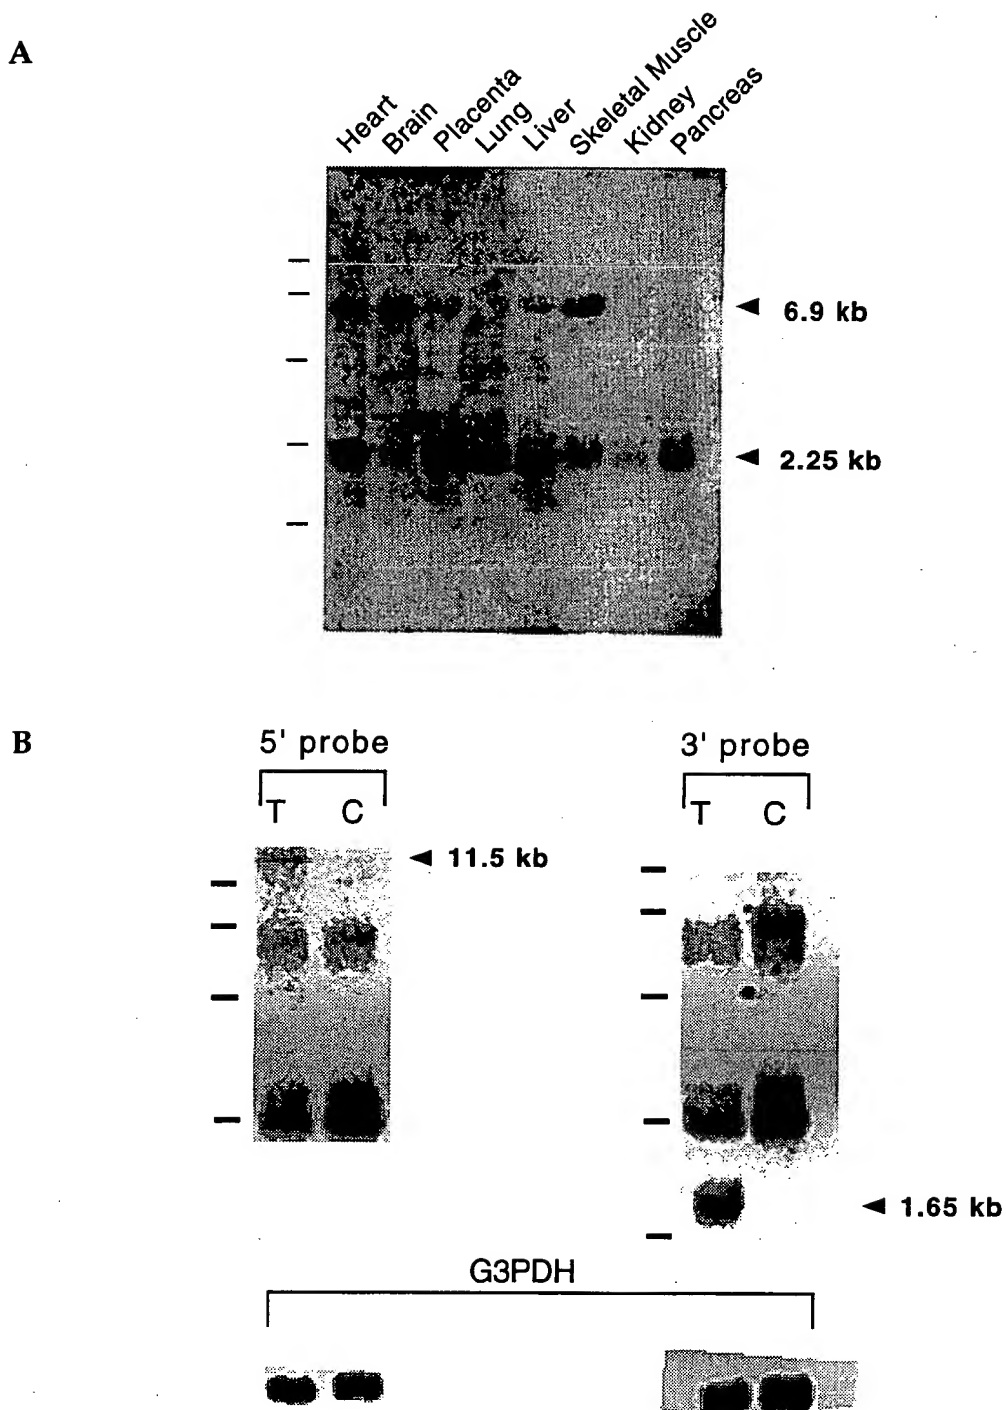 A
Heart
Brain
Placenta
Lung
Liver
Skeletal Muscle
Kidney
Pancreas
6.9 kb
2.25 kb
B
5' probe
3' probe
T C
T C
11.5 kb
1.65 kb
G3PDH